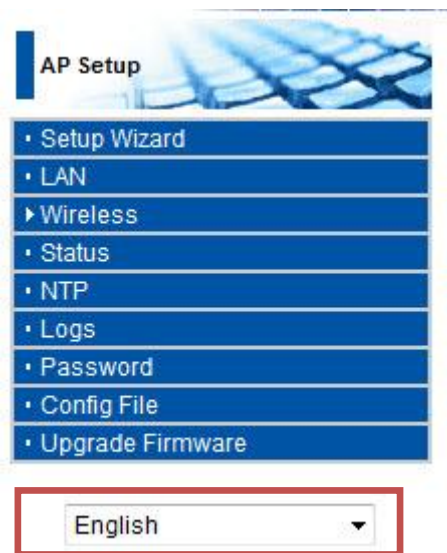 AP Setup
• Setup Wizard
• LAN
Wireless
• Status
• NTP
• Logs
• Password
• Config File
• Upgrade Firmware
English